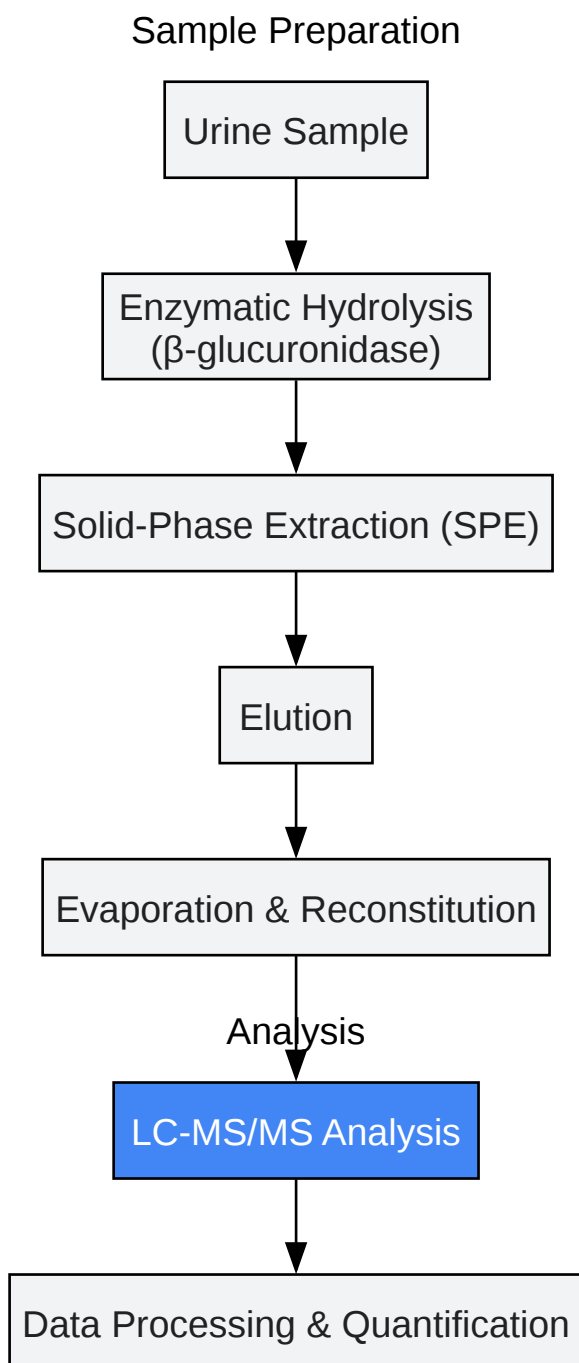 Sample Preparation
Urine Sample
Enzymatic Hydrolysis
(β-glucuronidase)
Solid-Phase Extraction (SPE)
Elution
Evaporation & Reconstitution
Analysis
LC-MS/MS Analysis
Data Processing & Quantification